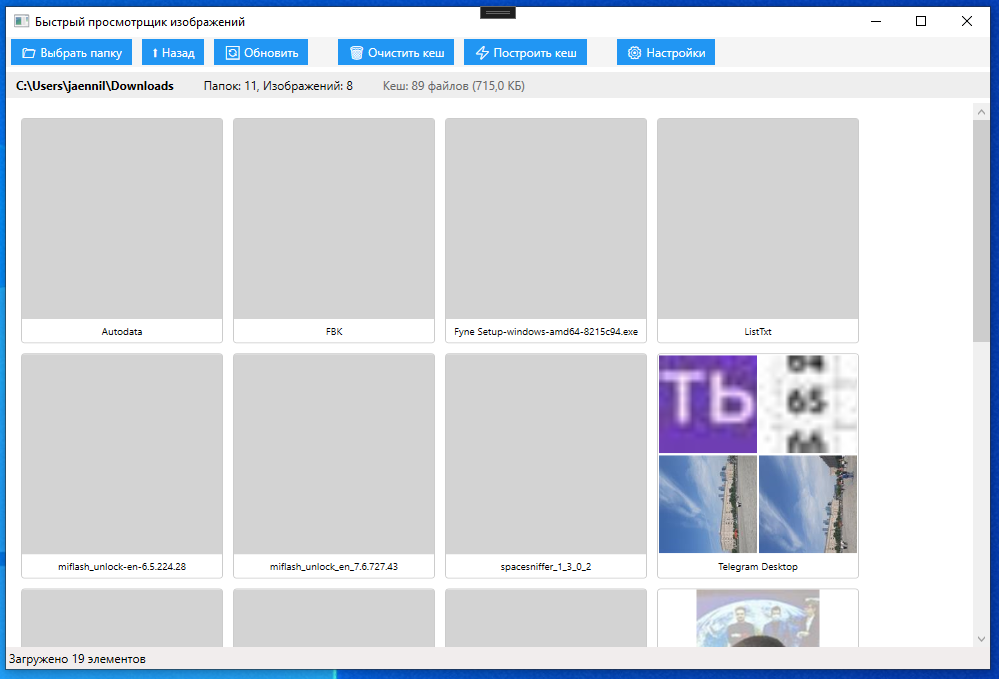 Быстрый просмотрщик изображений
Выбрать папку
Назад
Обновить
Очистить кеш
Построить кеш
Настройки
C:\Users\jaennil\Downloads
Папок: 11, Изображений: 8
Кеш: 89 файлов (715,0 КБ)
Autodata
FBK
Fyne Setup-windows-amd64-8215c94.exe
ListTxt
ТЬ
64
65
66
miflash_unlock-en-6.5.224.28
miflash_unlock_en_7.6.727.43
spacesniffer_1_3_0_2
Telegram Desktop
Загружено 19 элементов